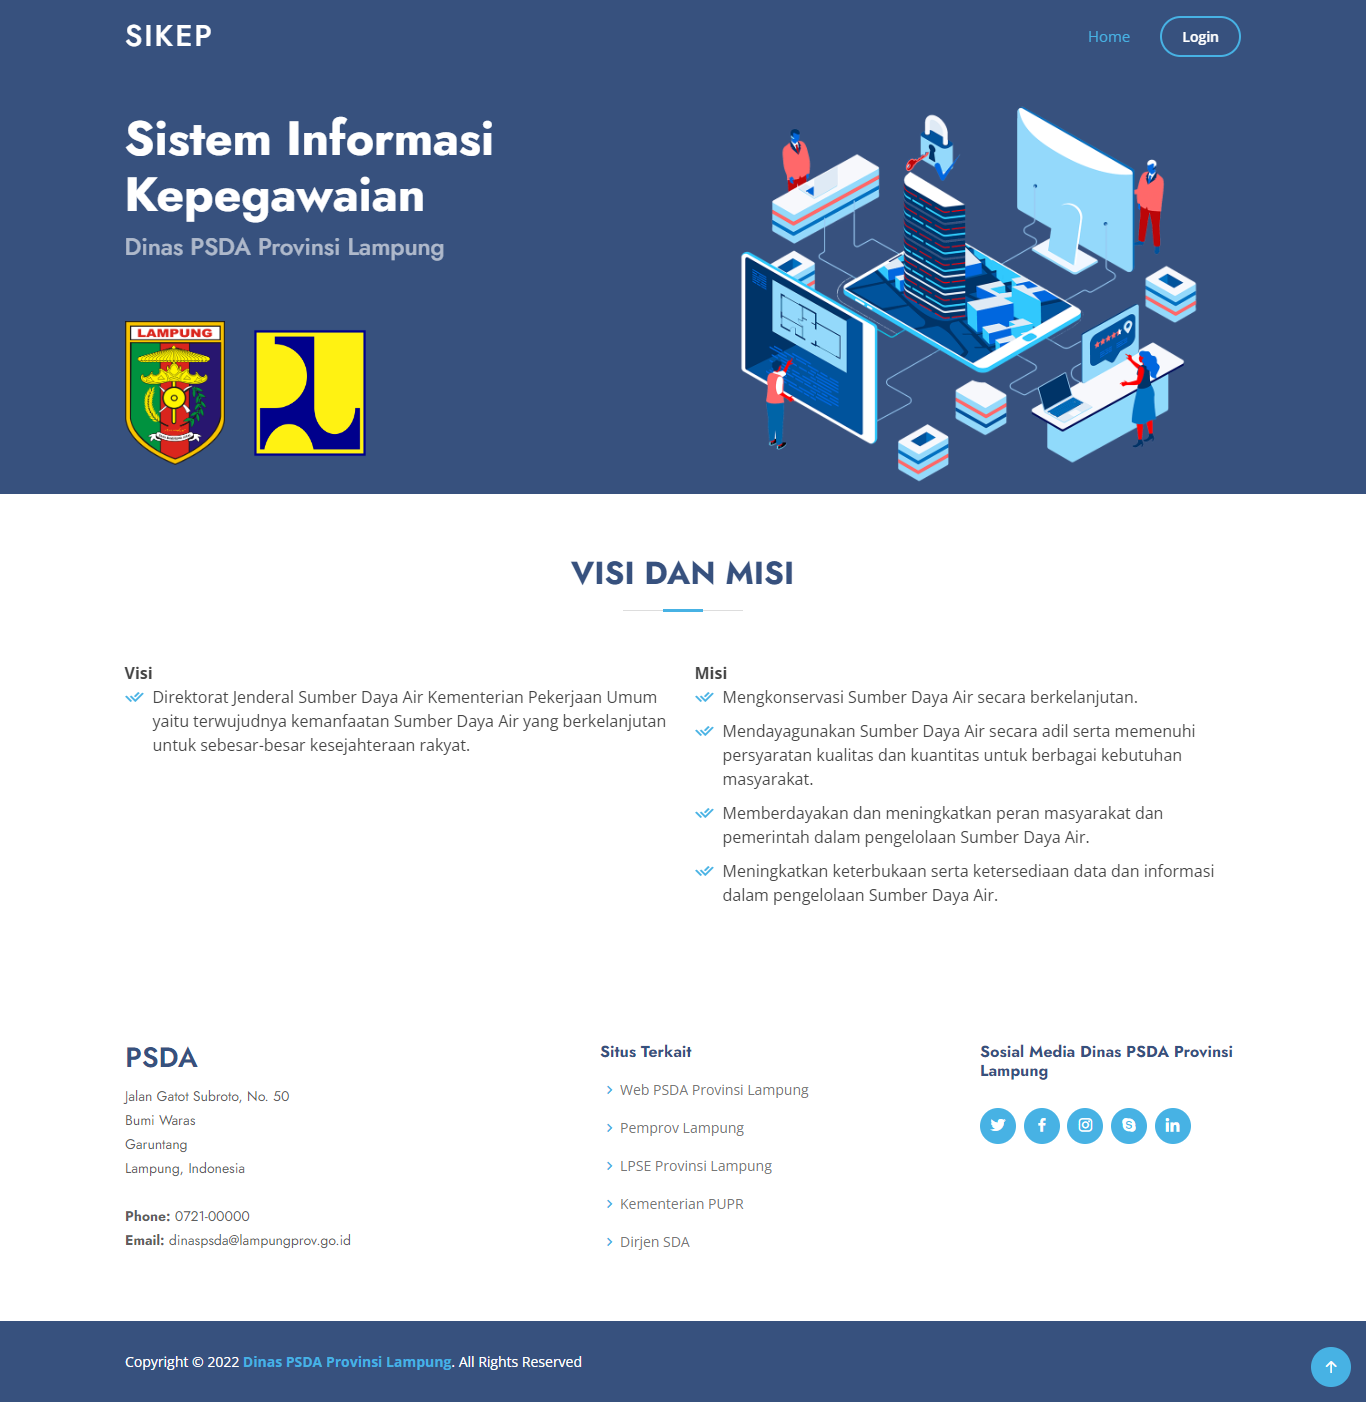 SIKEP
Home
Login
Sistem Informasi
Kepegawaian
Dinas PSDA Provinsi Lampung
LAMPUNG
VISI DAN MISI
Visi
Direktorat Jenderal Sumber Daya Air Kementerian Pekerjaan Umum
yaitu terwujudnya kemanfaatan Sumber Daya Air yang berkelanjutan
untuk sebesar-besar kesejahteraan rakyat.
Misi
Mengkonservasi Sumber Daya Air secara berkelanjutan.
Mendayagunakan Sumber Daya Air secara adil serta memenuhi
persyaratan kualitas dan kuantitas untuk berbagai kebutuhan
masyarakat.
Memberdayakan dan meningkatkan peran masyarakat dan
pemerintah dalam pengelolaan Sumber Daya Air.
Meningkatkan keterbukaan serta ketersediaan data dan informasi
dalam pengelolaan Sumber Daya Air.
PSDA
Jalan Gatot Subroto, No. 50
Bumi Waras
Garuntang
Lampung, Indonesia
Phone: 0721-00000
Email: dinaspsda@lampungprov.go.id
Situs Terkait
Web PSDA Provinsi Lampung
Pemprov Lampung
LPSE Provinsi Lampung
Kementerian PUPR
Dirjen SDA
Sosial Media Dinas PSDA Provinsi
Lampung
Copyright © 2022 Dinas PSDA Provinsi Lampung. All Rights Reserved